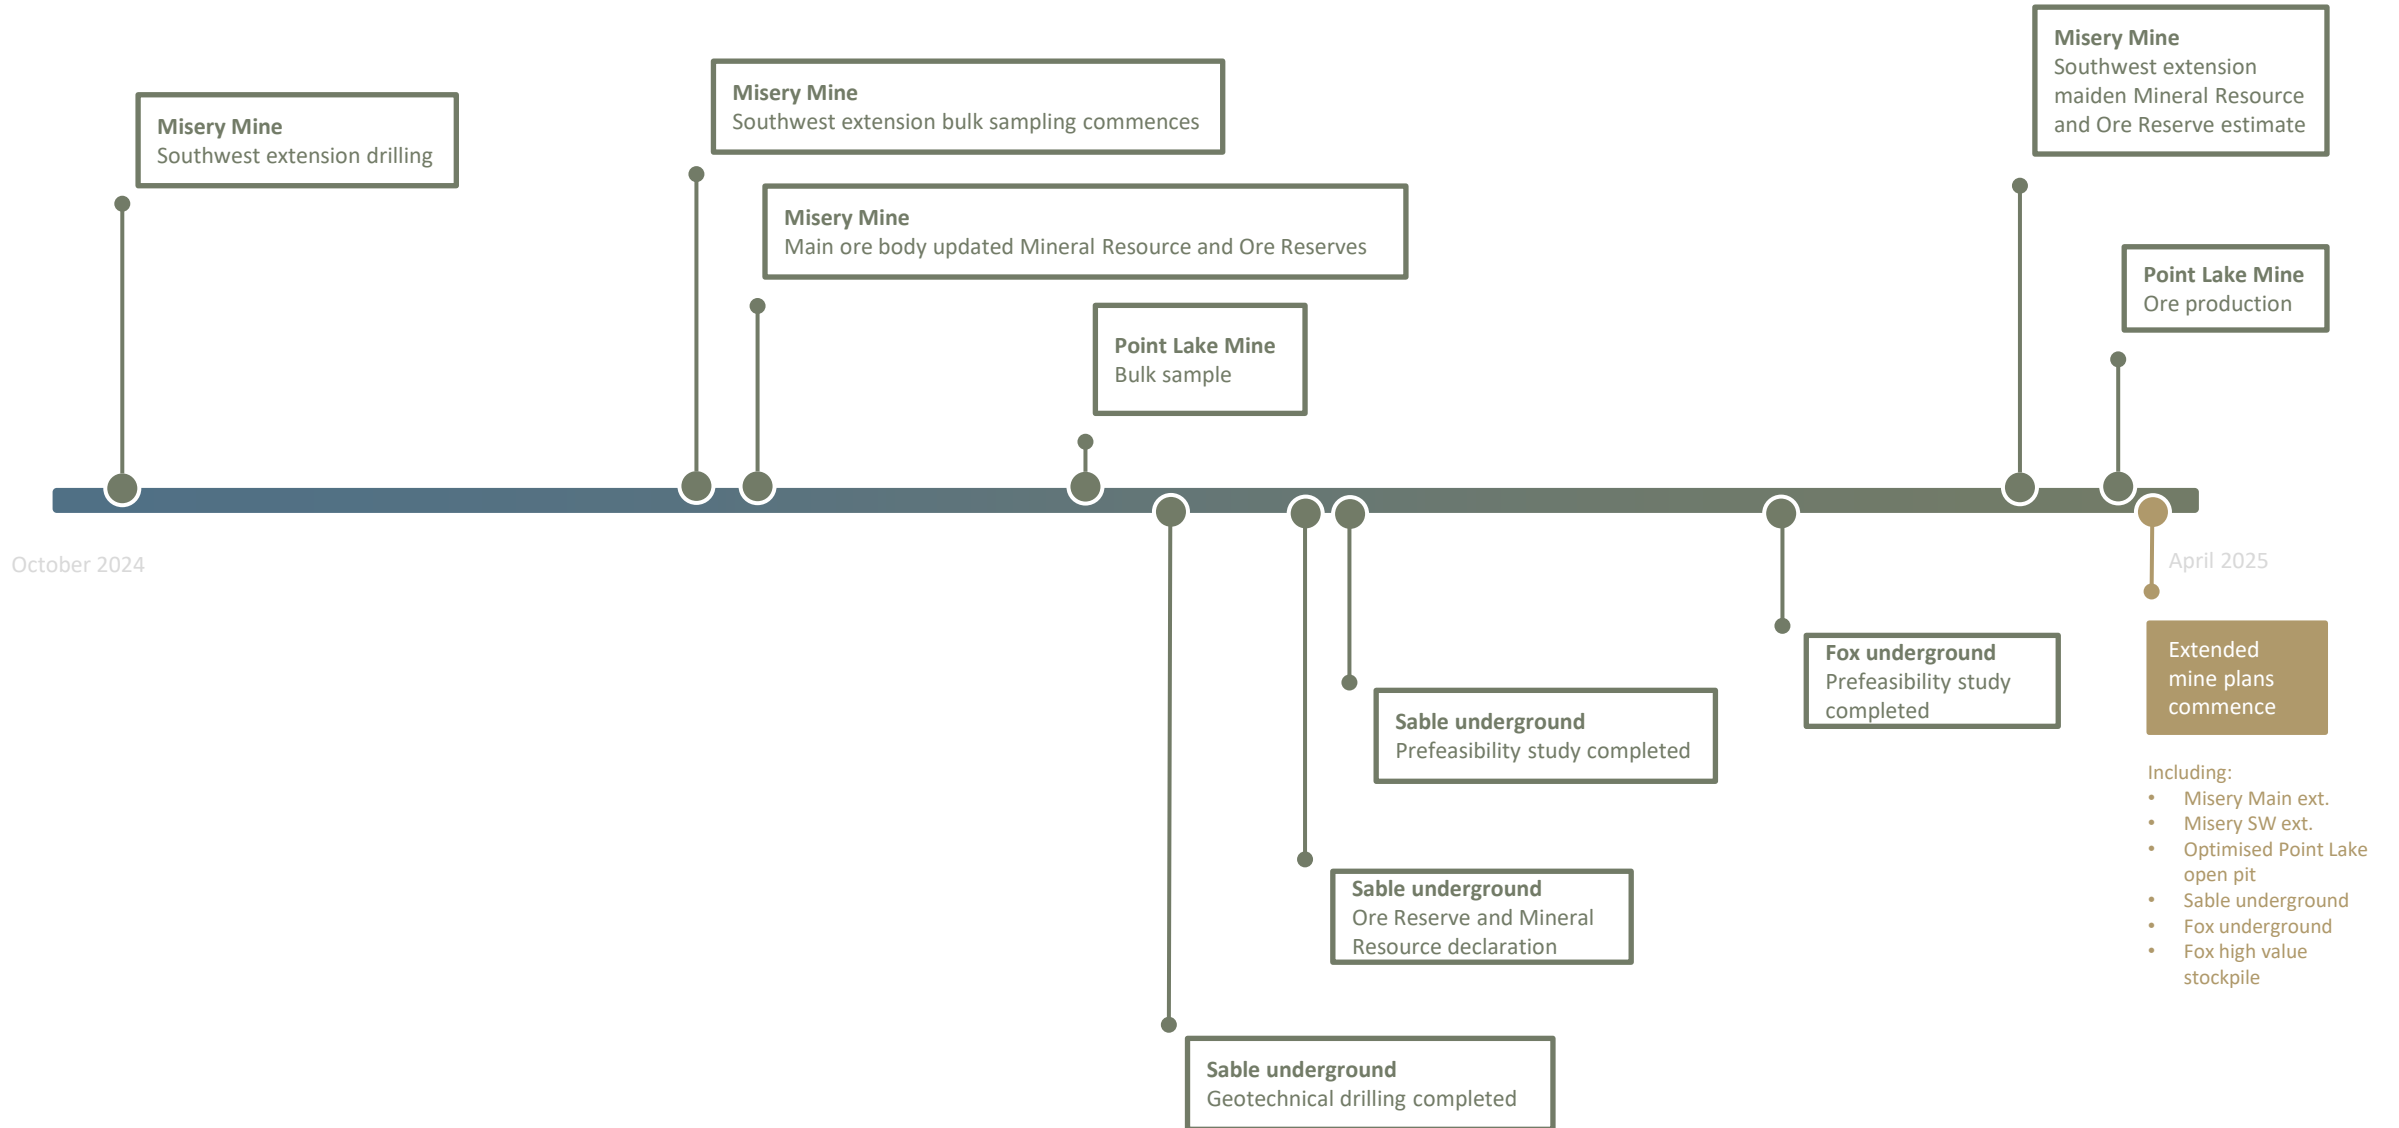 Misery Mine
Southwest extension
maiden Mineral Resource
and Ore Reserve estimate
Misery Mine
Southwest extension bulk sampling commences
Misery Mine
Southwest extension drilling
Misery Mine
Main ore body updated Mineral Resource and Ore Reserves
Point Lake Mine
Ore production
Point Lake Mine
Bulk sample
October 2024
April 2025
Extended
mine plans
commence
Fox underground
Prefeasibility study
completed
Sable underground
Prefeasibility study completed
Including:
• Misery Main ext.
• Misery SW ext.
• Optimised Point Lake
open pit
• Sable underground
• Fox underground
• Fox high value
stockpile
Sable underground
Ore Reserve and Mineral
Resource declaration
Sable underground
Geotechnical drilling completed